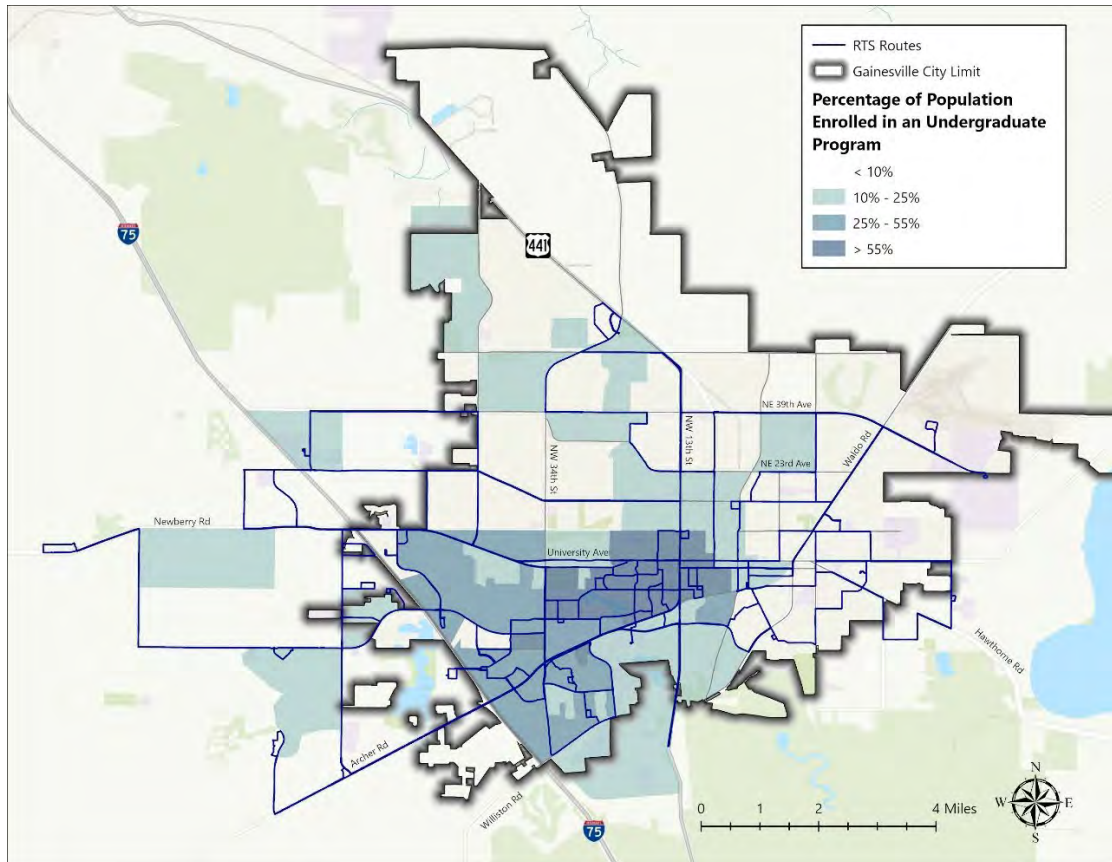 RTS Routes
Gainesville City Limit
Percentage of Population
Enrolled in an Undergraduate
Program
< 10%
10% - 25%
25% - 55%
> 55%
75
441
NE 39th Ave
NW 13th St
Waldo Rd
NW 34th St
NE 23rd Ave
Newberry Rd
University Ave
Hawthorne Rd
Archer Rd
Williston Rd
75
0 1 2 4 Miles
N
W E
S